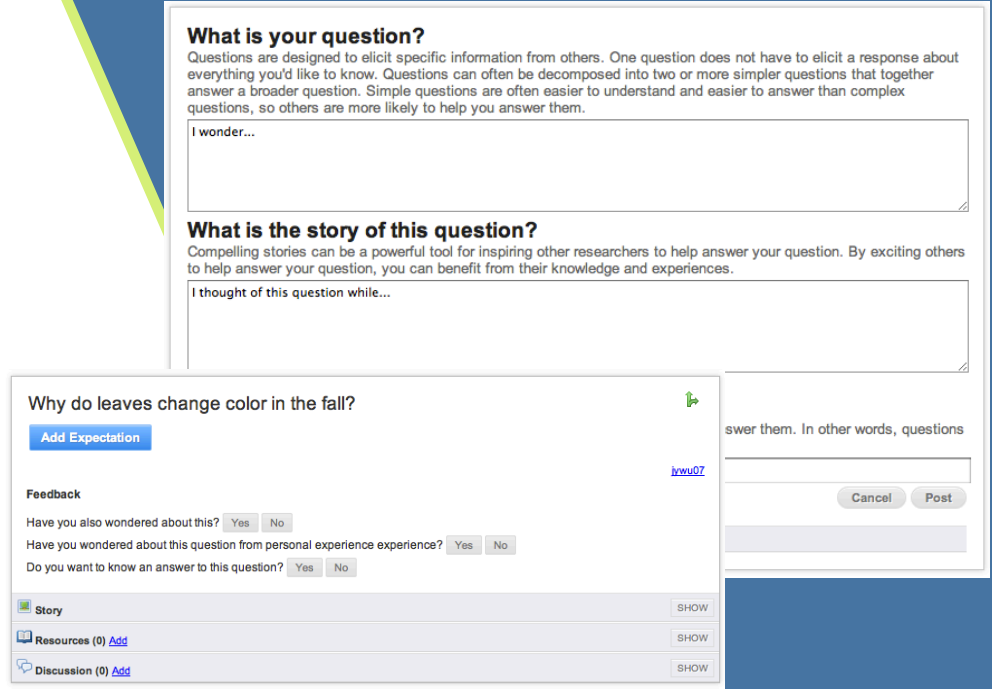 What is your question?
Questions are designed to elicit specific information from others. One question does not have to elicit a response about
everything you'd like to know. Questions can often be decomposed into two or more simpler questions that together
answer a broader question. Simple questions are often easier to understand and easier to answer than complex
questions, so others are more likely to help you answer them.
I wonder...
What is the story of this question?
Compelling stories can be a powerful tool for inspiring other researchers to help answer your question. By exciting others
to help answer your question, you can benefit from their knowledge and experiences.
I thought of this question while...
swer them. In other words, questions
Cancel Post
Why do leaves change color in the fall?
Add Expectation
jywu07
Feedback
Have you also wondered about this? Yes No
Have you wondered about this question from personal experience experience? Yes No
Do you want to know an answer to this question? Yes No
Story SHOW
Resources (0) Add SHOW
Discussion (0) Add SHOW